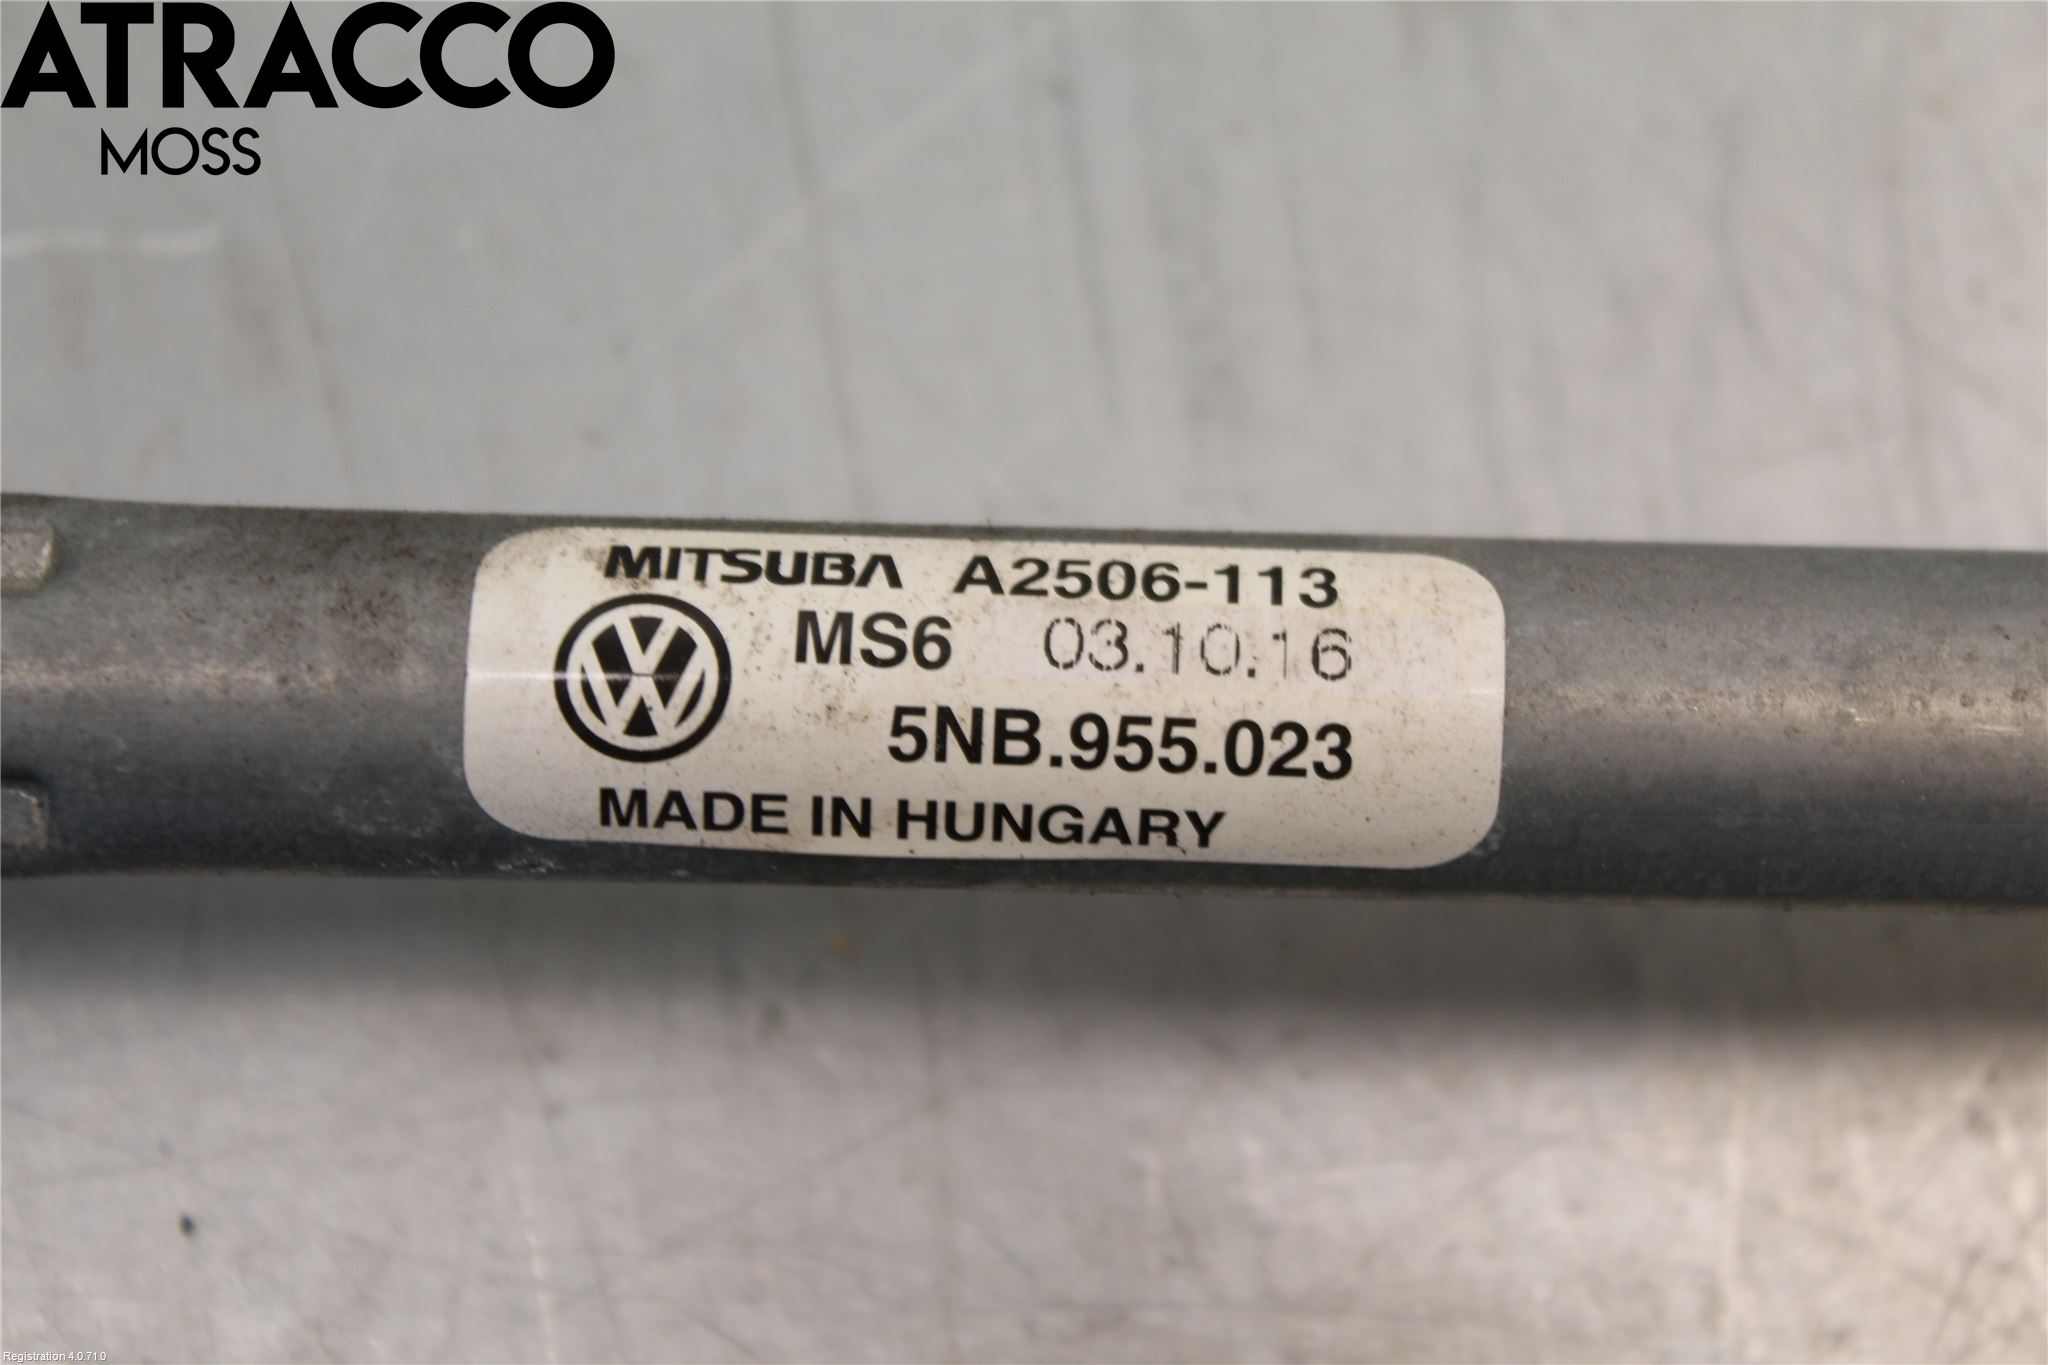 ATRACCO
MOSS
MITSUBA A2506-113
MS6 03.10.16
5NB.955.023
MADE IN HUNGARY
Registration 4.0.71.0